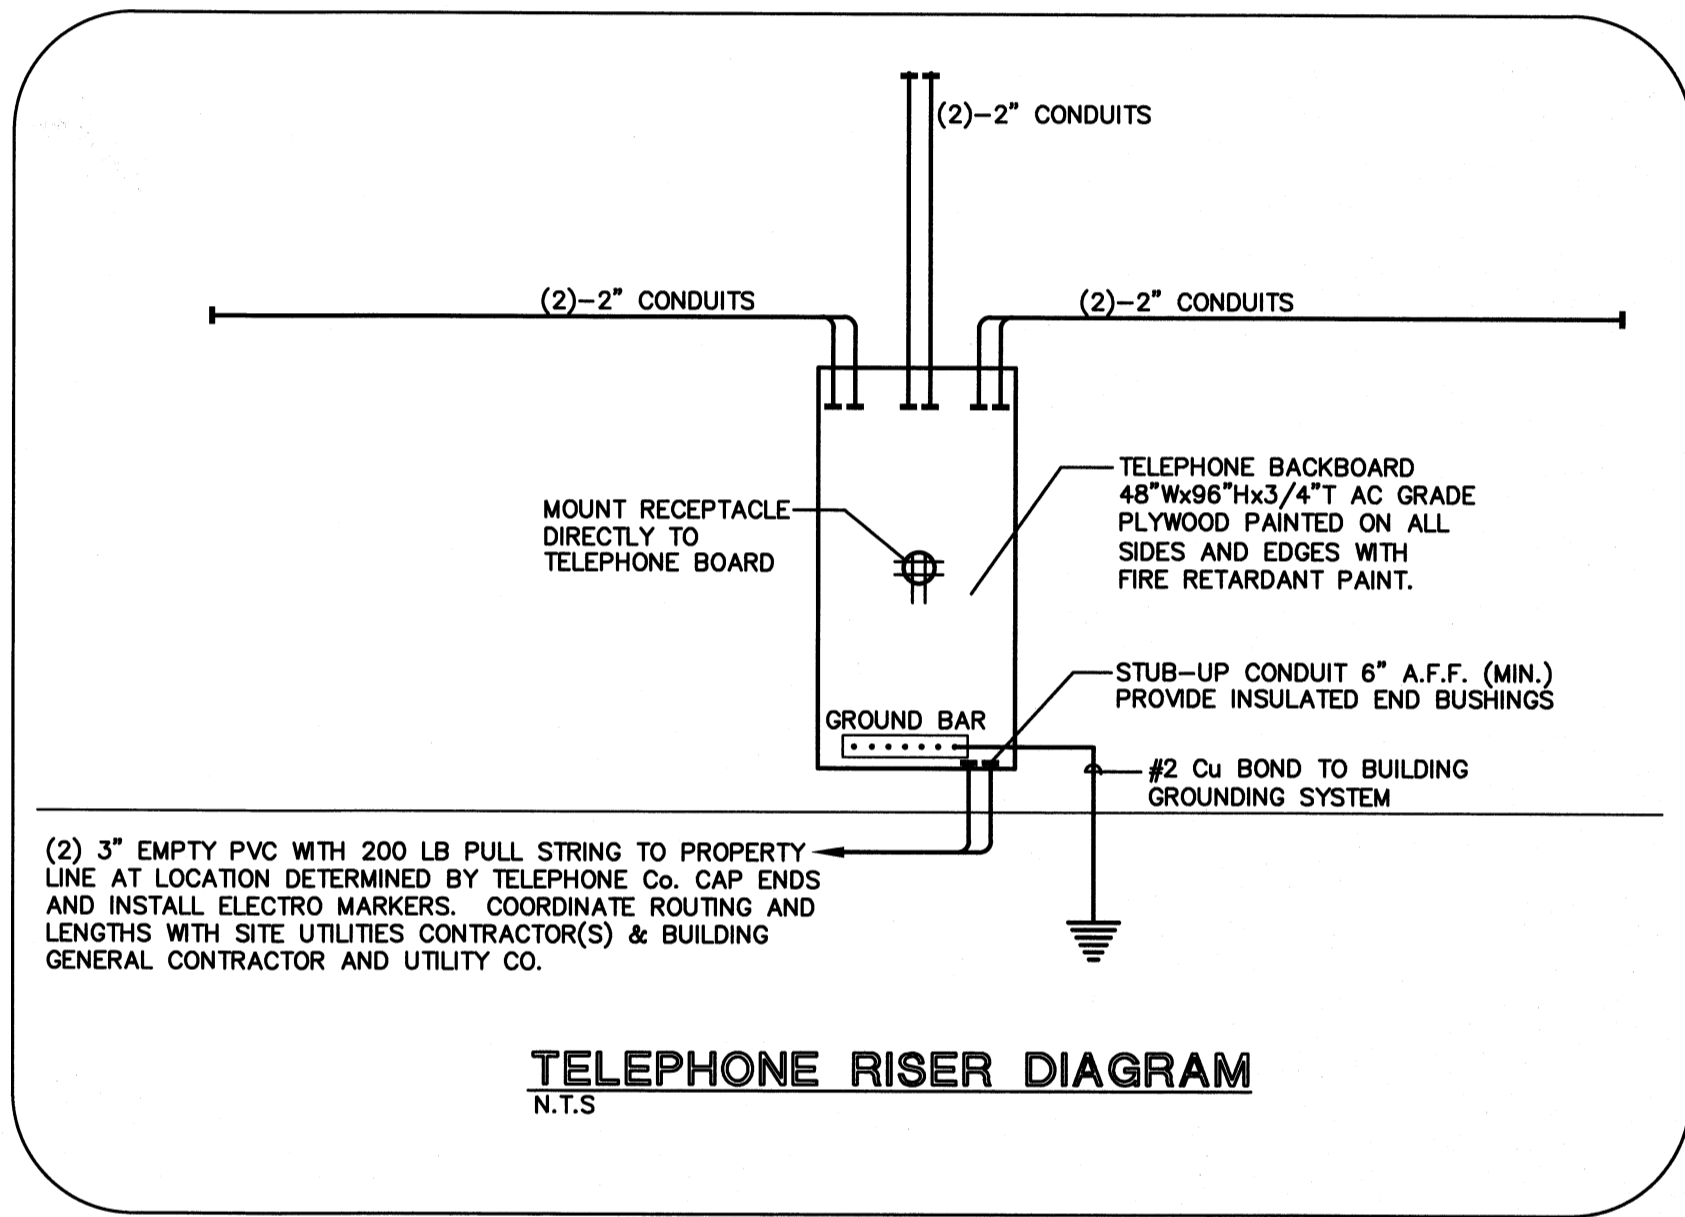 (2)-2" CONDUITS
(2)-2" CONDUITS
(2)-2" CONDUITS
TELEPHONE BACKBOARD
48"Wx96"Hx3/4"T AC GRADE
PLYWOOD PAINTED ON ALL
SIDES AND EDGES WITH
FIRE RETARDANT PAINT.
MOUNT RECEPTACLE
DIRECTLY TO
TELEPHONE BOARD
STUB-UP CONDUIT 6" A.F.F. (MIN.)
PROVIDE INSULATED END BUSHINGS
GROUND BAR
#2 Cu BOND TO BUILDING
GROUNDING SYSTEM
(2) 3" EMPTY PVC WITH 200 LB PULL STRING TO PROPERTY
LINE AT LOCATION DETERMINED BY TELEPHONE Co. CAP ENDS
AND INSTALL ELECTRO MARKERS. COORDINATE ROUTING AND
LENGTHS WITH SITE UTILITIES CONTRACTOR(S) & BUILDING
GENERAL CONTRACTOR AND UTILITY CO.
TELEPHONE RISER DIAGRAM
N.T.S